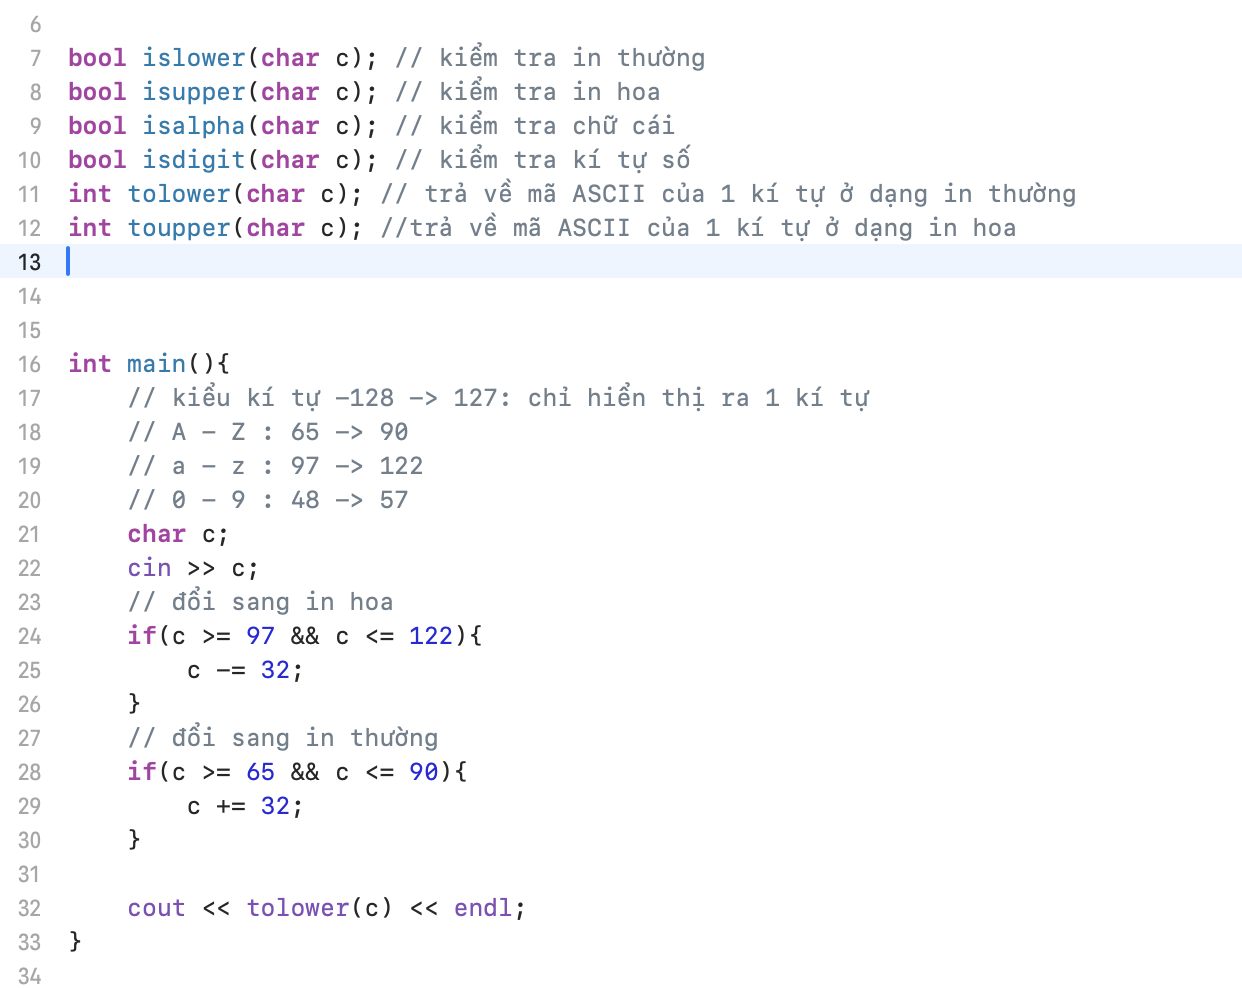 6
7 bool islower(char c); // kiểm tra in thường
8 bool isupper(char c); // kiểm tra in hoa
9 bool isalpha(char c); // kiểm tra chữ cái
10 bool isdigit(char c); // kiểm tra kí tự số
11 int tolower(char c); // trả về mã ASCII của 1 kí tự ở dạng in thường
12 int toupper(char c); //trả về mã ASCII của 1 kí tự ở dạng in hoa
13
14
15
16 int main(){
17     // kiểu kí tự -128 -> 127: chỉ hiển thị ra 1 kí tự
18     // A - Z : 65 -> 90
19     // a - z : 97 -> 122
20     // 0 - 9 : 48 -> 57
21     char c;
22     cin >> c;
23     // đổi sang in hoa
24     if(c >= 97 && c <= 122){
25         c -= 32;
26     }
27     // đổi sang in thường
28     if(c >= 65 && c <= 90){
29         c += 32;
30     }
31
32     cout << tolower(c) << endl;
33 }
34